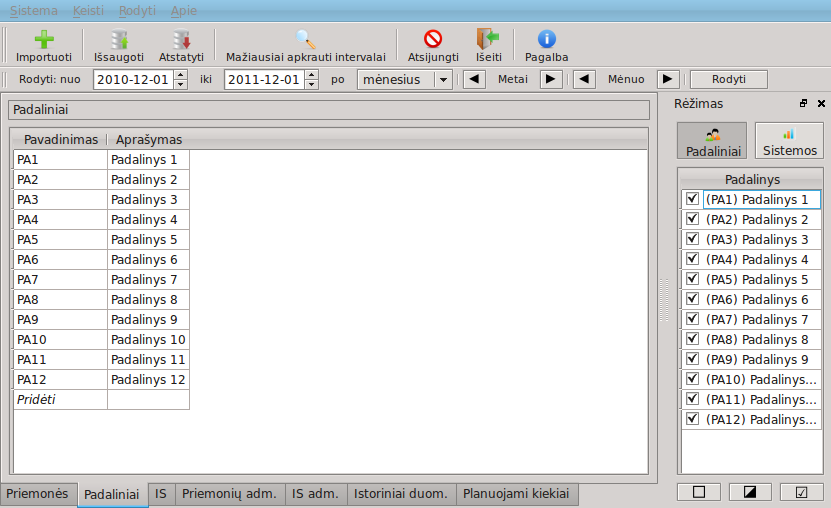 Sistema Keisti Rodyti Apie
Importuoti Išsaugoti Atstatyti Mažiausiai apkrauti intervalai Atsijungti Išeiti Pagalba
Rodyti: nuo 2010-12-01 iki 2011-12-01 po mėnesius Metai Mėnuo Rodyti
Padaliniai
Pavadinimas Aprašymas
PA1 Padalinys 1
PA2 Padalinys 2
PA3 Padalinys 3
PA4 Padalinys 4
PA5 Padalinys 5
PA6 Padalinys 6
PA7 Padalinys 7
PA8 Padalinys 8
PA9 Padalinys 9
PA10 Padalinys 10
PA11 Padalinys 11
PA12 Padalinys 12
Pridėti
Rėžimas
Padaliniai Sistemos
Padalinys
(PA1) Padalinys 1
(PA2) Padalinys 2
(PA3) Padalinys 3
(PA4) Padalinys 4
(PA5) Padalinys 5
(PA6) Padalinys 6
(PA7) Padalinys 7
(PA8) Padalinys 8
(PA9) Padalinys 9
(PA10) Padalinys...
(PA11) Padalinys...
(PA12) Padalinys...
Priemonės Padaliniai IS Priemonių adm. IS adm. Istoriniai duom. Planuojami kiekiai